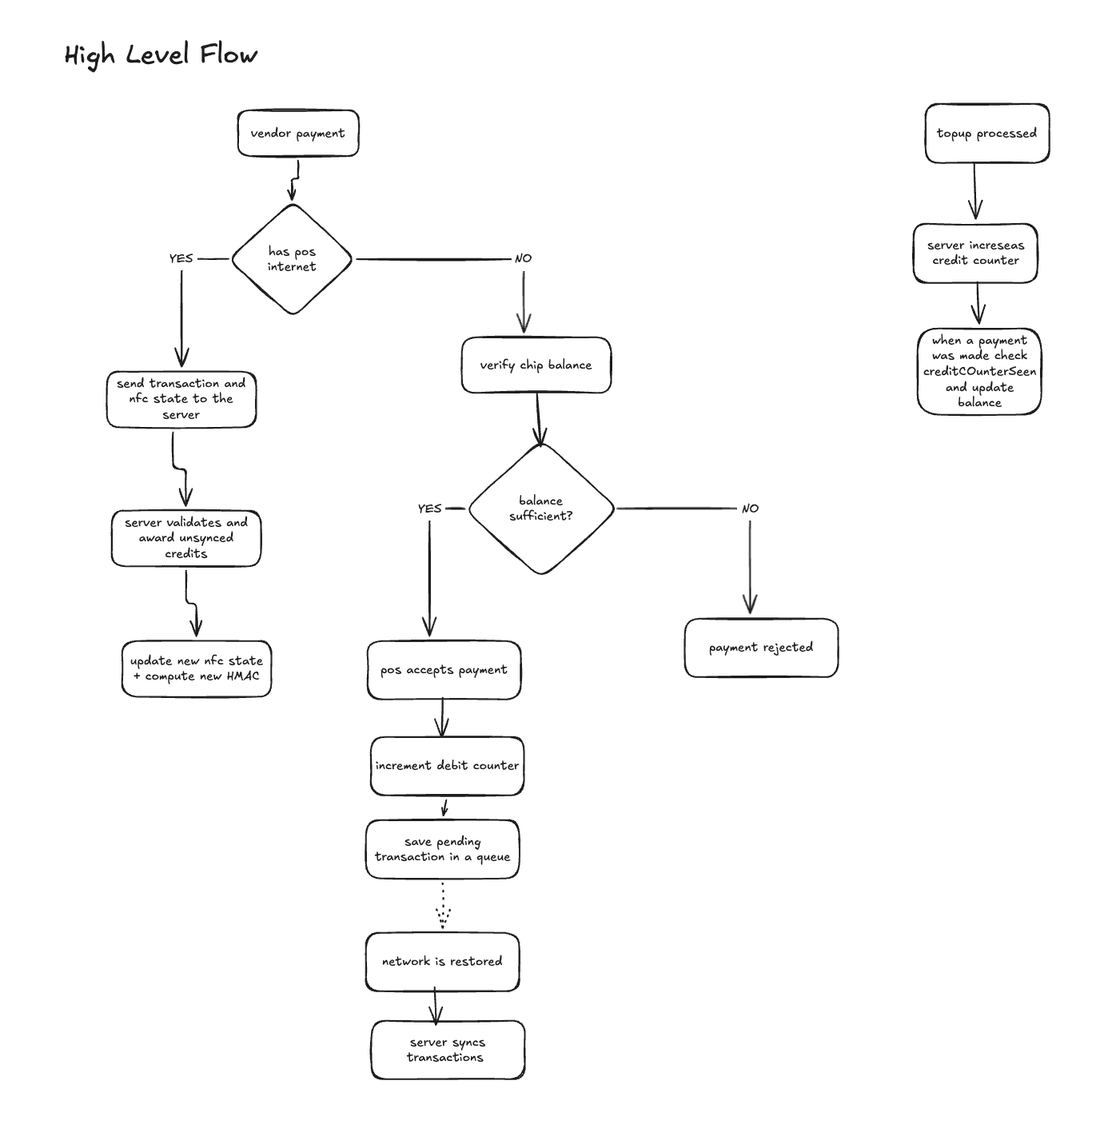 High Level Flow
vendor payment
has pos
internet
YES
NO
send transaction and
nfc state to the
server
server validates and
award unsynced
credits
update new nfc state
+ compute new HMAC
verify chip balance
balance
sufficient?
YES
NO
pos accepts payment
increment debit counter
save pending
transaction in a queue
network is restored
server syncs
transactions
payment rejected
topup processed
server increseas
credit counter
when a payment
was made check
creditCOunterSeen
and update
balance